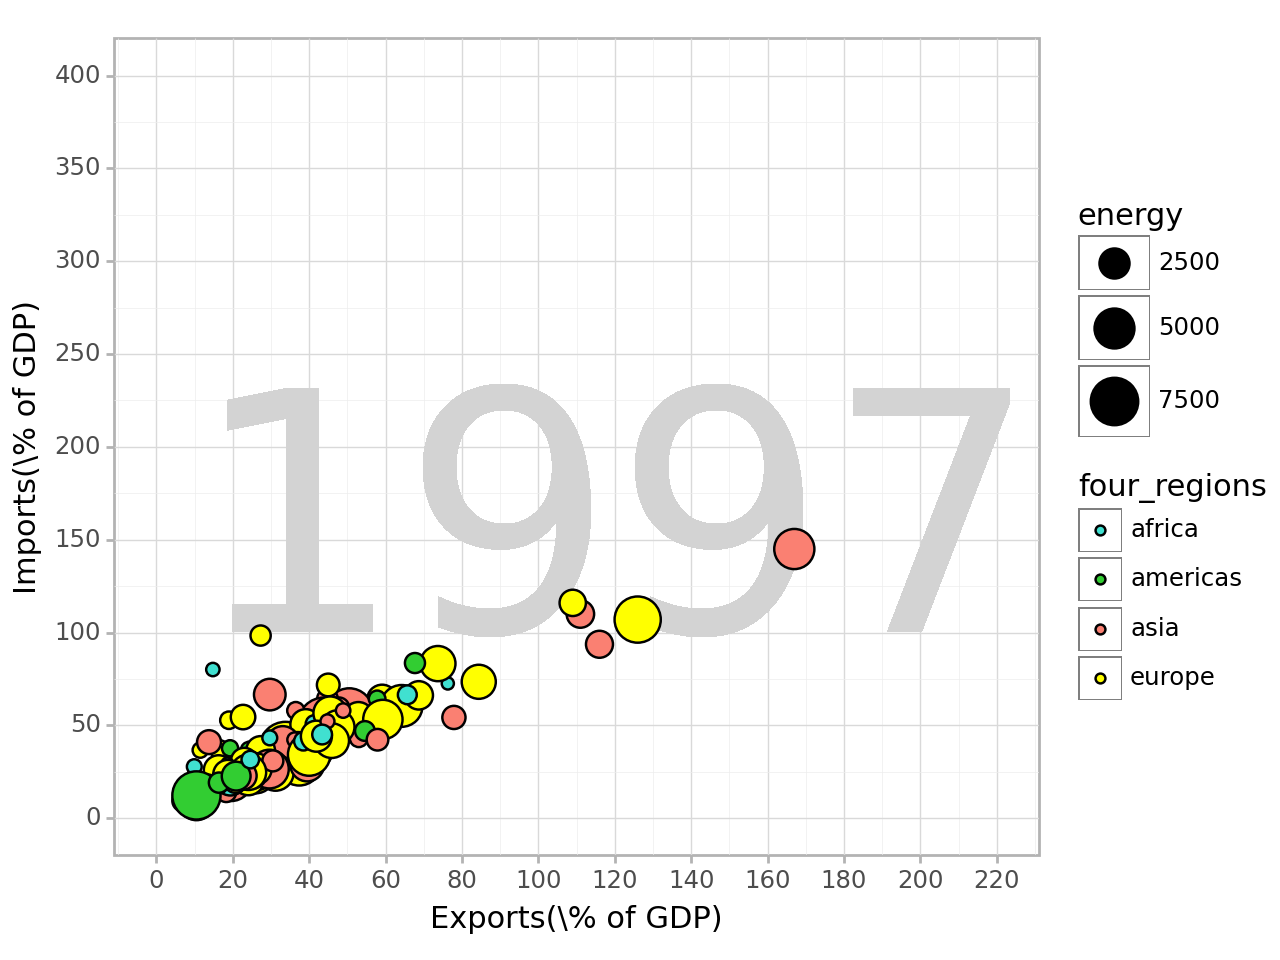 1997
400
350
300
250
200
150
100
50
0
0 20 40 60 80 100 120 140 160 180 200 220
Exports(\% of GDP)
Imports(\% of GDP)
energy
2500
5000
7500
four_regions
africa
americas
asia
europe